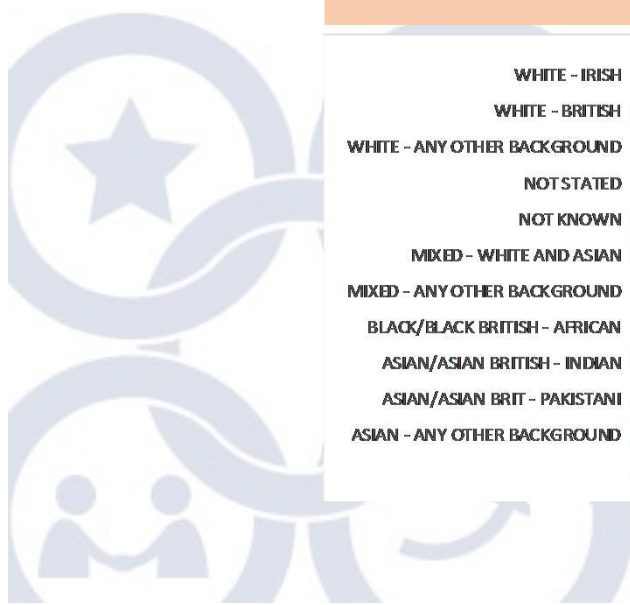 WHITE - IRISH
WHITE - BRITISH
WHITE - ANY OTHER BACKGROUND
NOT STATED
NOT KNOWN
MIXED - WHITE AND ASIAN
MIXED - ANY OTHER BACKGROUND
BLACK/BLACK BRITISH - AFRICAN
ASIAN/ASIAN BRITISH - INDIAN
ASIAN/ASIAN BRIT - PAKISTANI
ASIAN - ANY OTHER BACKGROUND